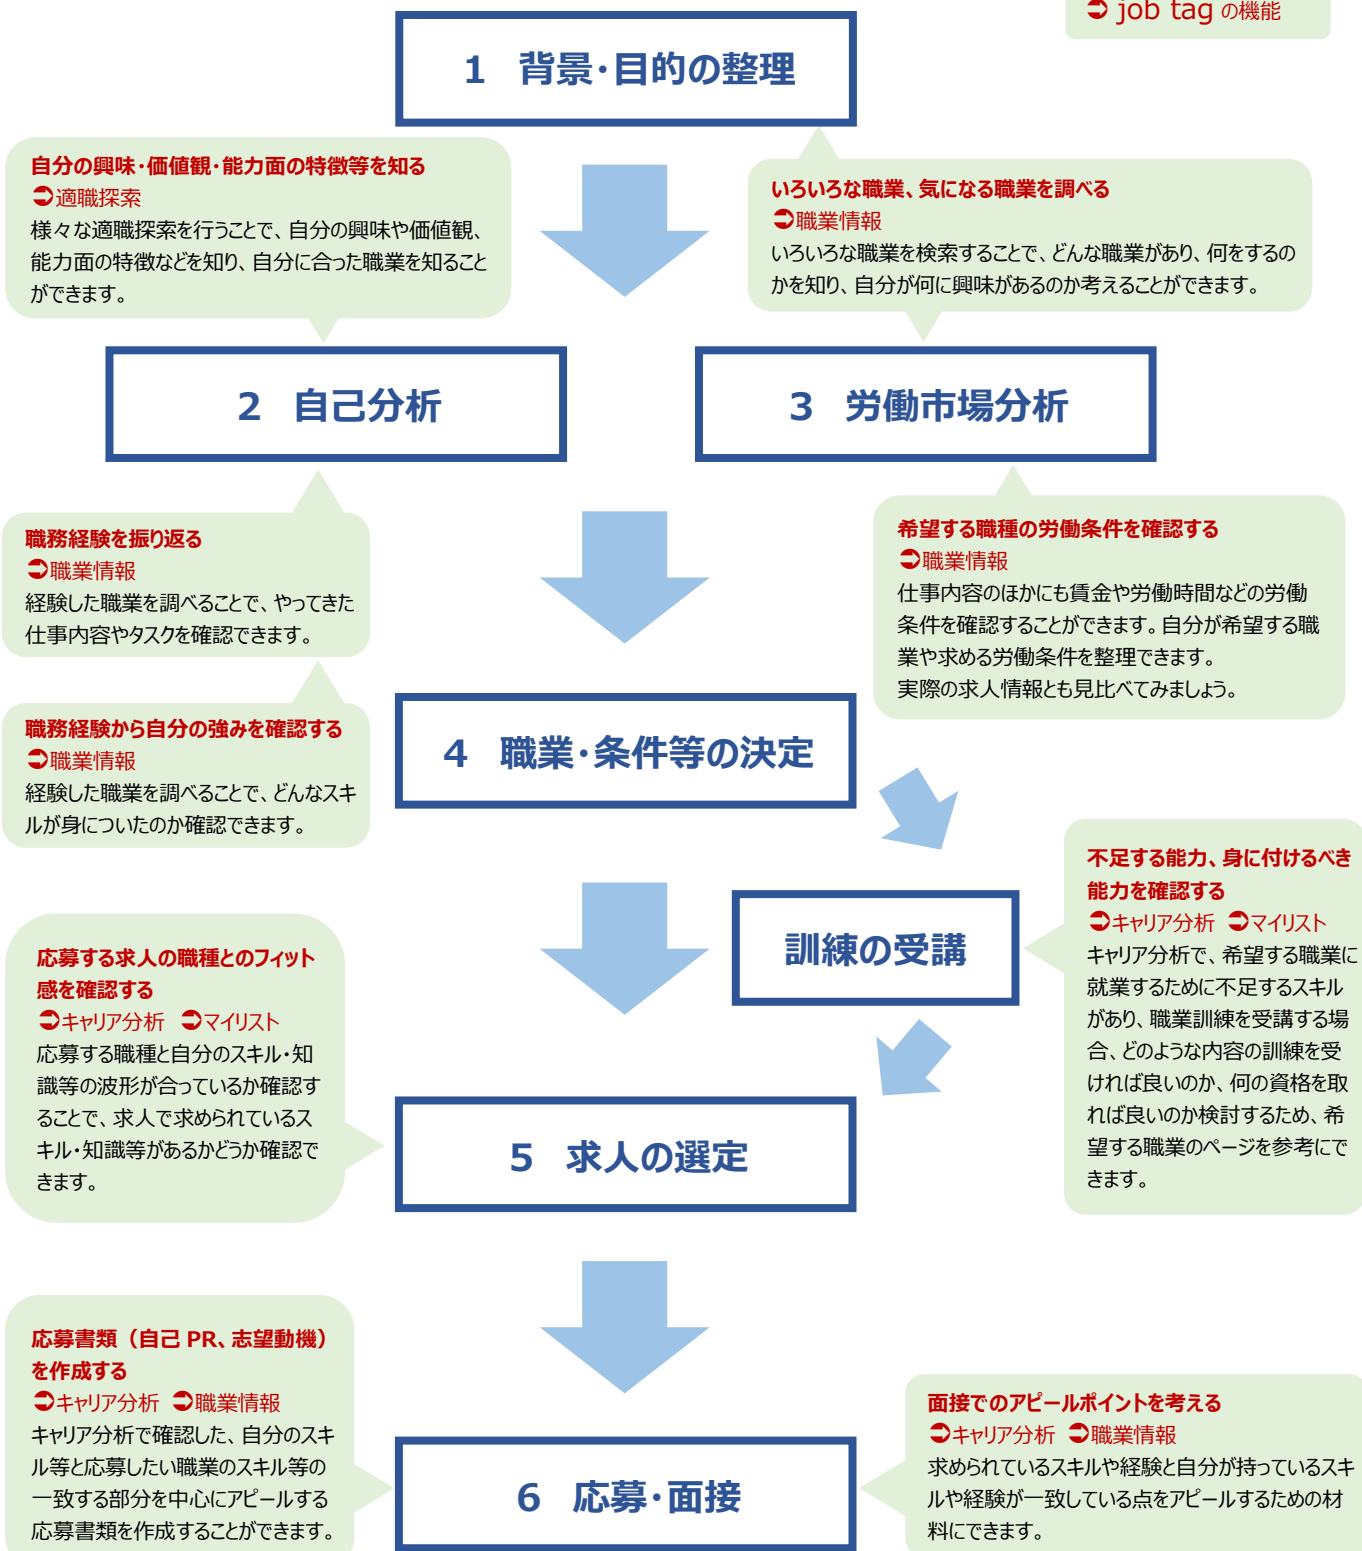 ➲ job tag の機能
1 背景・目的の整理
自分の興味・価値観・能力面の特徴等を知る
➲適職探索
様々な適職探索を行うことで、自分の興味や価値観、
能力面の特徴などを知り、自分に合った職業を知ること
ができます。
いろいろな職業、気になる職業を調べる
➲職業情報
いろいろな職業を検索することで、どんな職業があり、何をするの
かを知り、自分が何に興味があるのか考えることができます。
2 自己分析
3 労働市場分析
職務経験を振り返る
➲職業情報
経験した職業を調べることで、やってきた
仕事内容やタスクを確認できます。
希望する職種の労働条件を確認する
➲職業情報
仕事内容のほかにも賃金や労働時間などの労働
条件を確認することができます。自分が希望する職
業や求める労働条件を整理できます。
実際の求人情報とも見比べてみましょう。
職務経験から自分の強みを確認する
➲職業情報
経験した職業を調べることで、どんなスキ
ルが身についたのか確認できます。
4 職業・条件等の決定
訓練の受講
不足する能力、身に付けるべき
能力を確認する
➲キャリア分析 ➲マイリスト
キャリア分析で、希望する職業に
就業するために不足するスキル
があり、職業訓練を受講する場
合、どのような内容の訓練を受
ければ良いのか、何の資格を取
れば良いのか検討するため、希
望する職業のページを参考にで
きます。
応募する求人の職種とのフィット
感を確認する
➲キャリア分析 ➲マイリスト
応募する職種と自分のスキル・知
識等の波形が合っているか確認す
ることで、求人で求められているス
キル・知識等があるかどうか確認で
きます。
5 求人の選定
応募書類（自己 PR、志望動機）
を作成する
➲キャリア分析 ➲職業情報
キャリア分析で確認した、自分のスキ
ル等と応募したい職業のスキル等の
一致する部分を中心にアピールする
応募書類を作成することができます。
6 応募・面接
面接でのアピールポイントを考える
➲キャリア分析 ➲職業情報
求められているスキルや経験と自分が持っているスキ
ルや経験が一致している点をアピールするための材
料にできます。